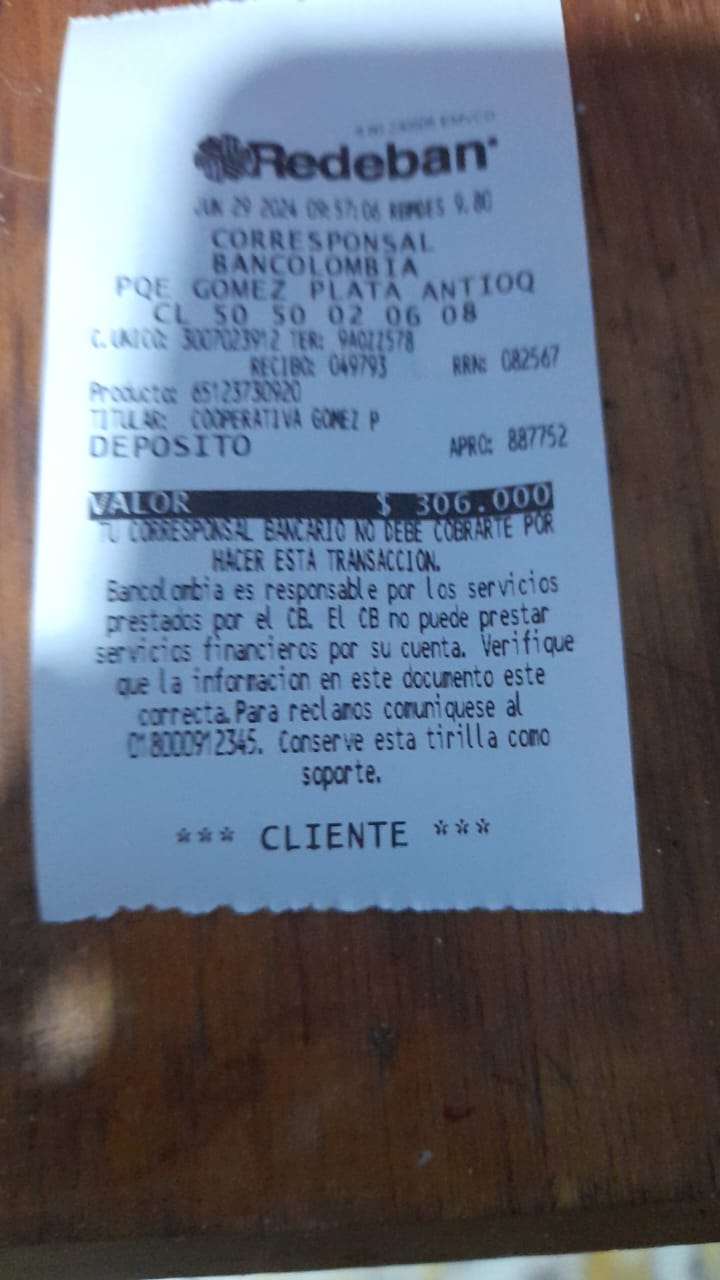 Redeban
JUN 29 2024 09:57:06 9.80
CORRESPONSAL
BANCOLOMBIA
PQE GOMEZ PLATA ANTIOQ
CL 50 50 02 06 08
C. UNICO: 3007023912 TER:
RECIBO: 049793 RRN: 082567
Producto: 65123730920
TITULAR: COOPERATIVA GOMEZ P
DEPOSITO APRO: 887752
VALOR $ 306.000
TU CORRESPONSAL BANCARIO NO DEBE COBRARTE POR
HACER ESTA TRANSACCION.
Bancolombia es responsable por los servicios
prestados por el CB. El CB no puede prestar
servicios financieros por su cuenta. Verifique
que la informacion en este documento este
correcta.Para reclamos comuniquese al
018000912345. Conserve esta tirilla como
soporte.
*** CLIENTE ***